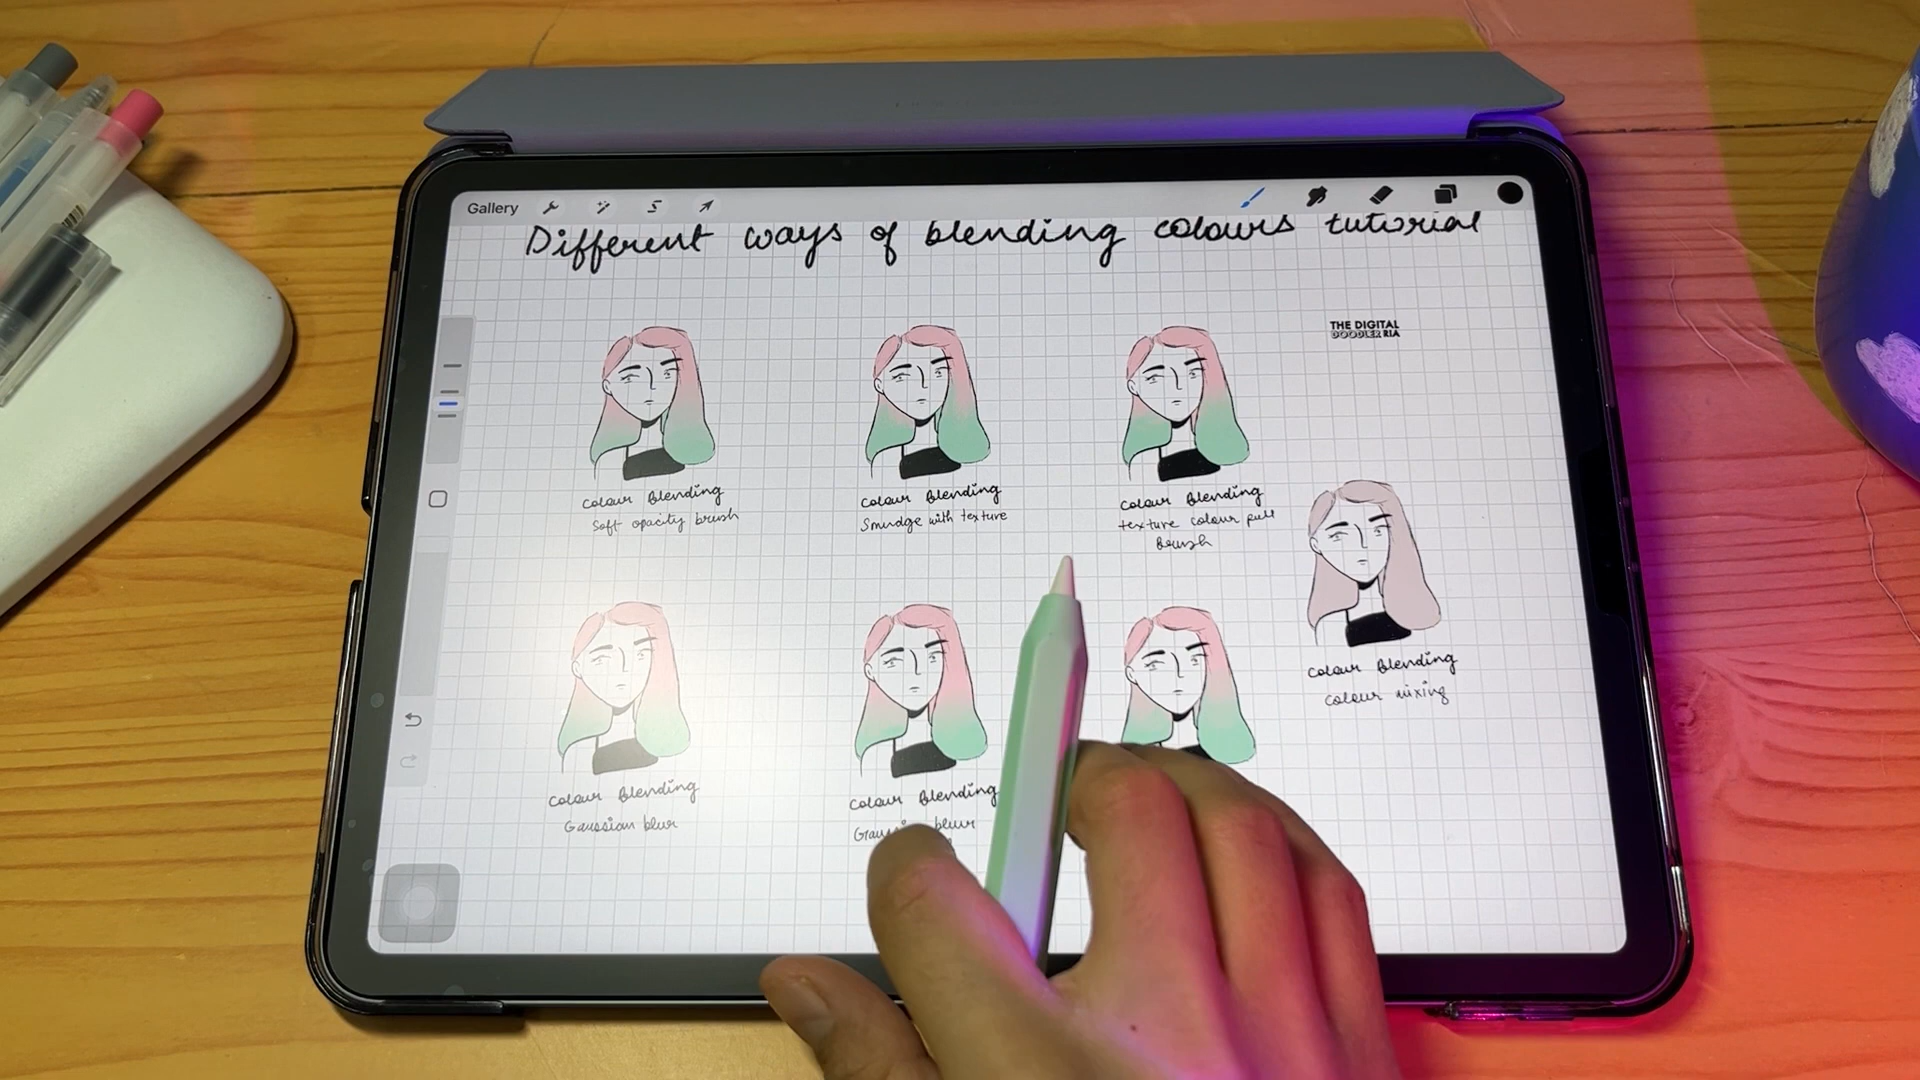 Gallery
Different ways of blending colours tutorial
THE DIGITAL
DOODLER RIA
Colour Blending
Soft opacity brush
Colour Blending
Smudge with texture
Colour Blending
texture colour pull
Brush
Colour Blending
Colour mixing
Colour Blending
Gaussian blur
Colour Blending
blur